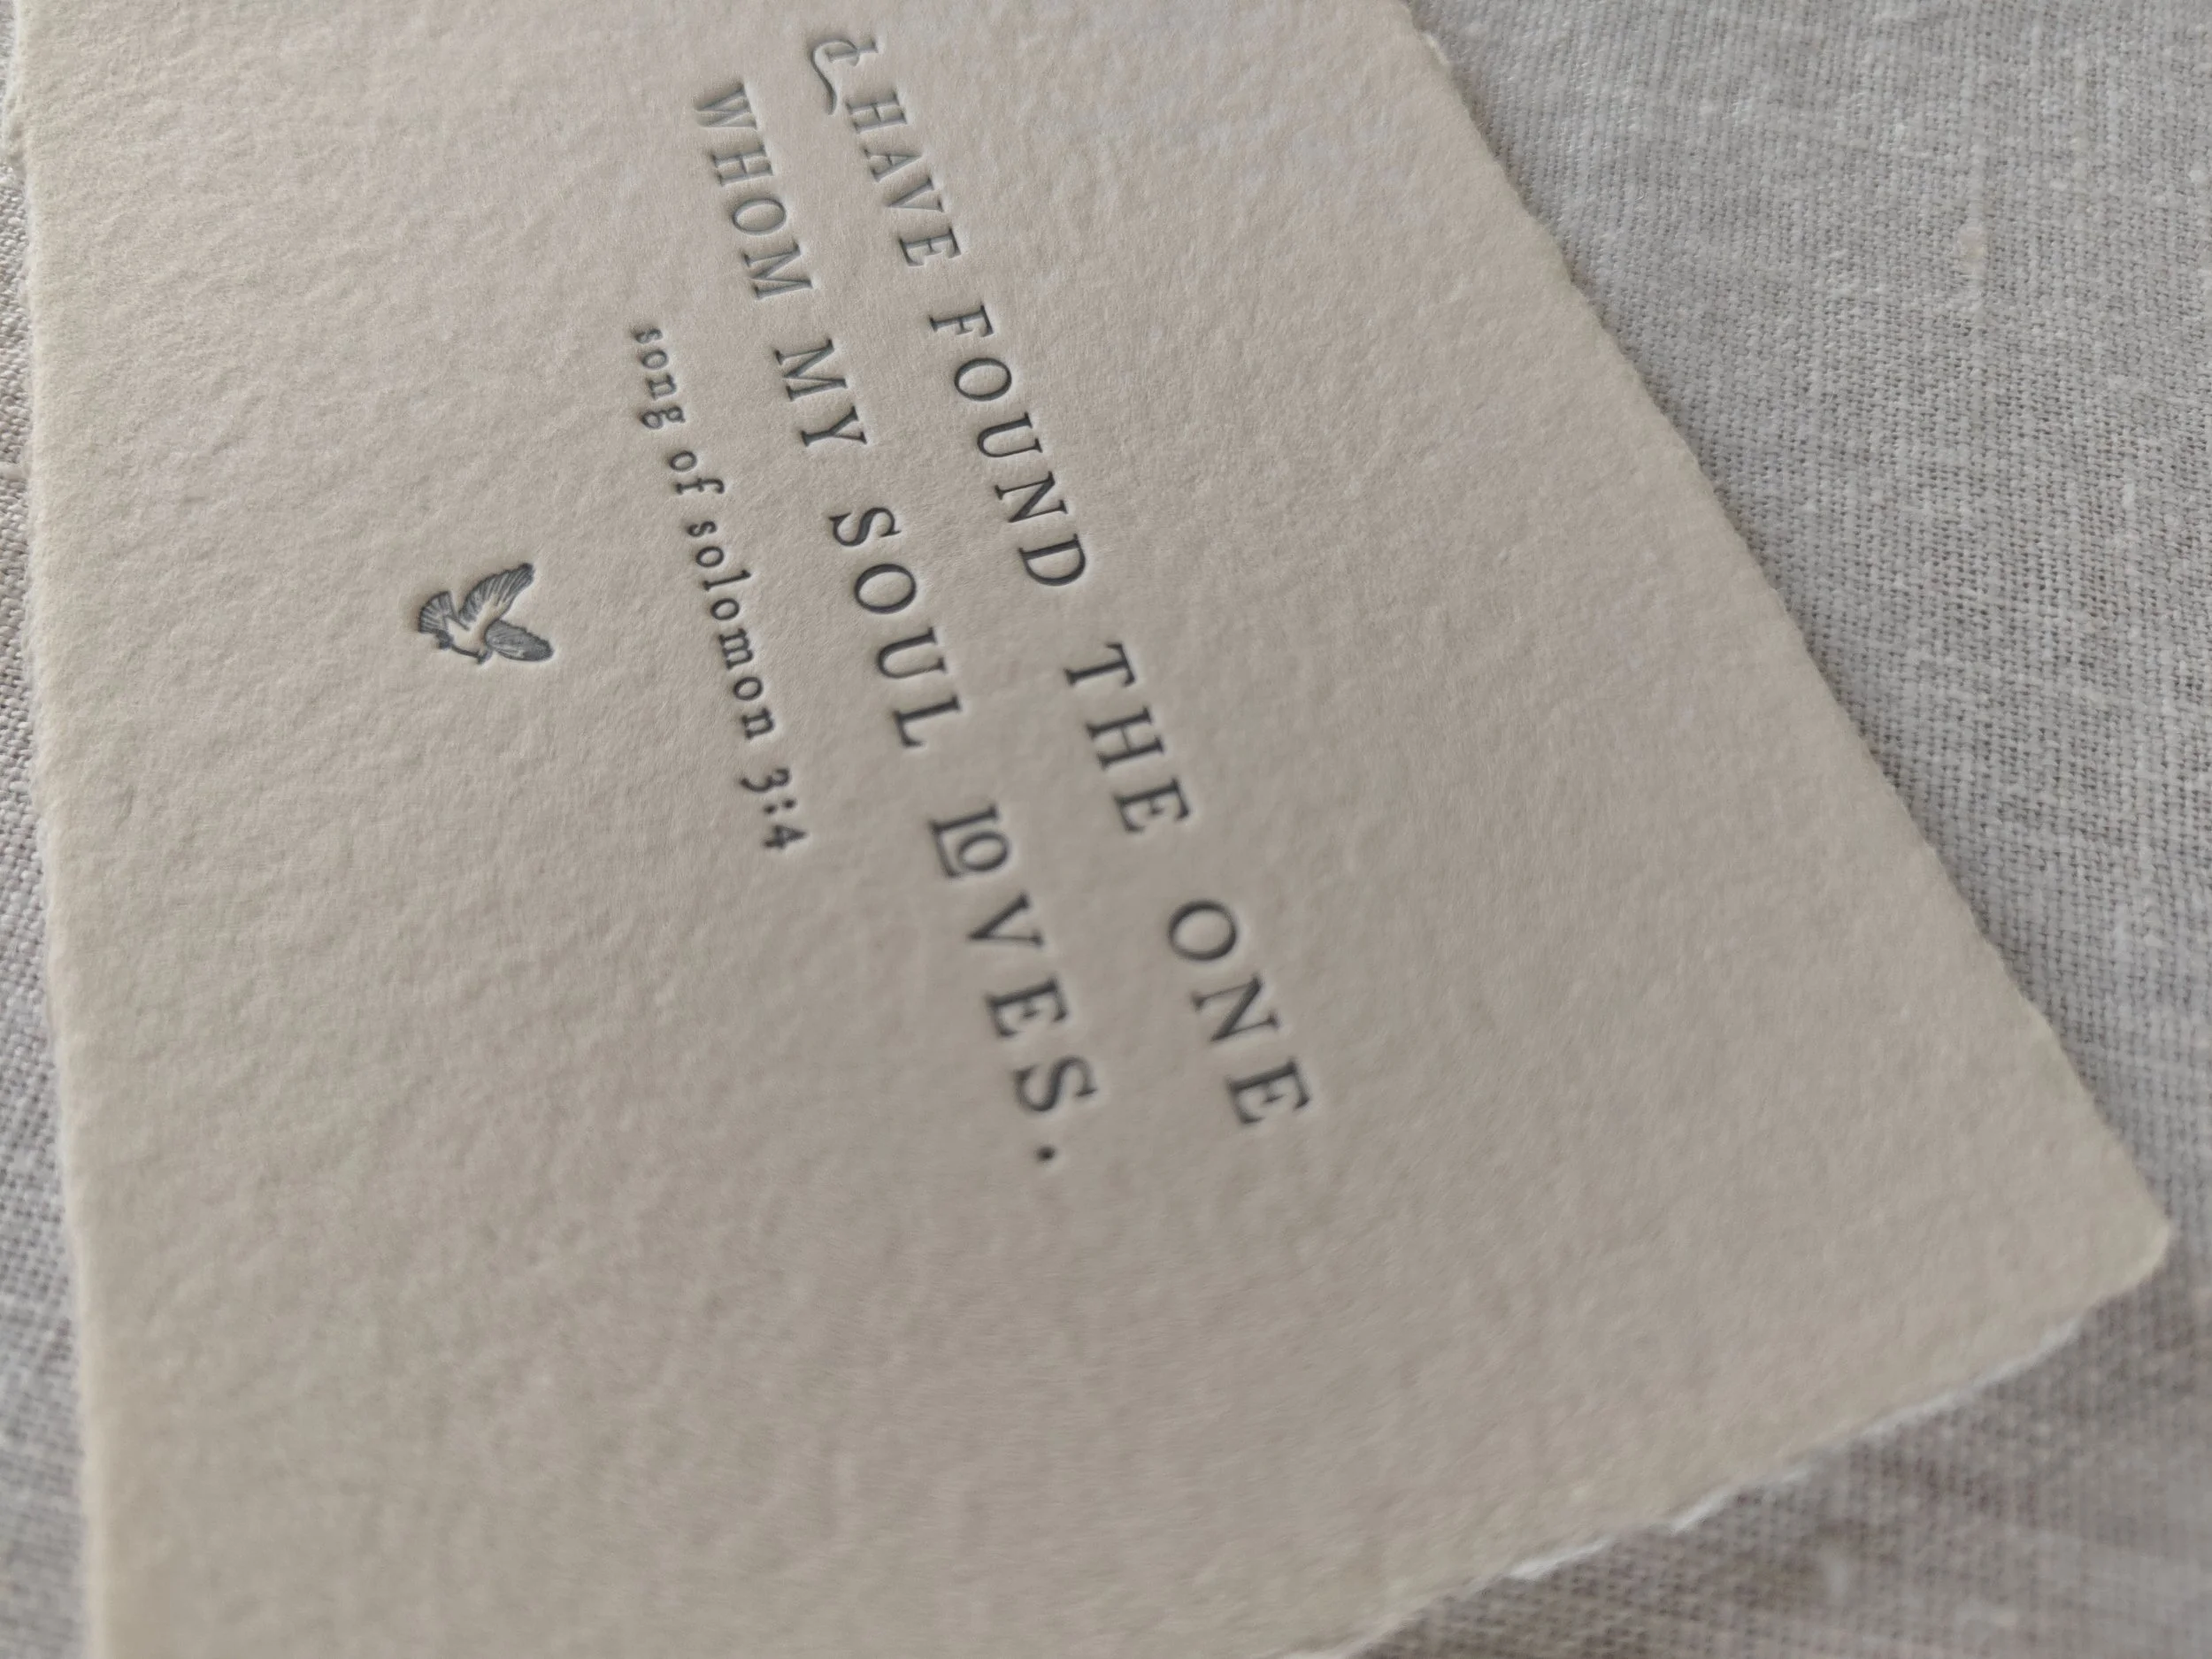 I HAVE FOUND THE ONE
WHOM MY SOUL LOVES.
song of solomon 3:4